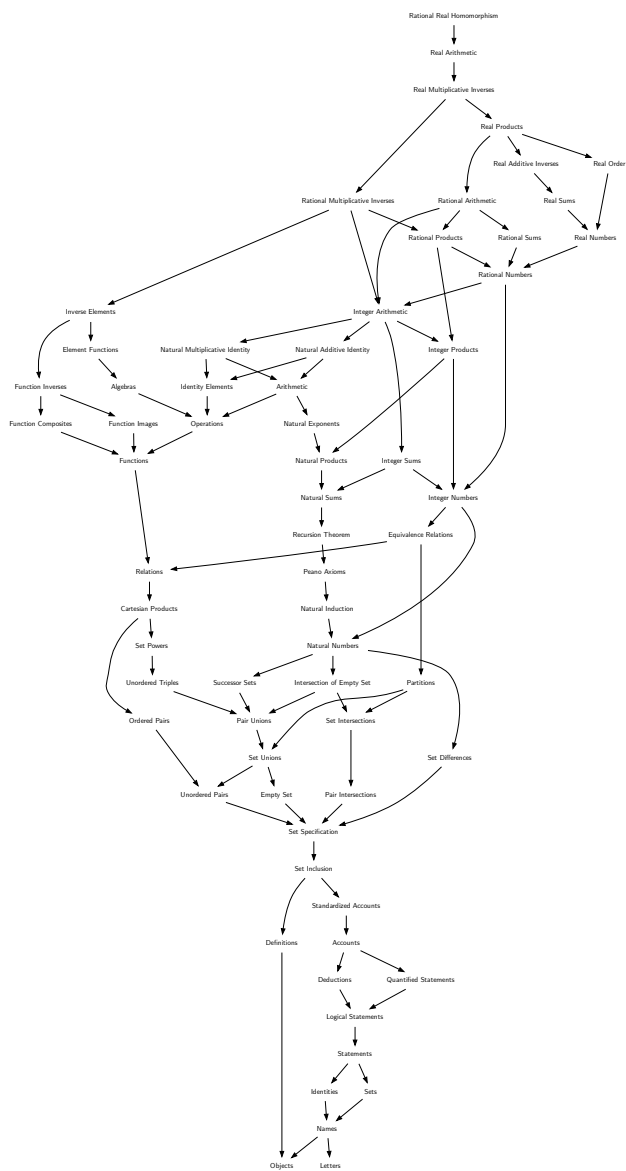 Rational Real Homomorphism
Real Arithmetic
Real Multiplicative Inverses
Real Products
Real Additive Inverses
Real Order
Rational Multiplicative Inverses
Rational Arithmetic
Real Sums
Rational Products
Rational Sums
Real Numbers
Rational Numbers
Inverse Elements
Integer Arithmetic
Element Functions
Natural Multiplicative Identity
Natural Additive Identity
Integer Products
Function Inverses
Algebras
Identity Elements
Arithmetic
Function Composites
Function Images
Operations
Natural Exponents
Functions
Natural Products
Integer Sums
Natural Sums
Integer Numbers
Recursion Theorem
Equivalence Relations
Relations
Peano Axioms
Cartesian Products
Natural Induction
Set Powers
Natural Numbers
Unordered Triples
Successor Sets
Intersection of Empty Set
Partitions
Ordered Pairs
Pair Unions
Set Intersections
Set Unions
Set Differences
Unordered Pairs
Empty Set
Pair Intersections
Set Specification
Set Inclusion
Standardized Accounts
Definitions
Accounts
Deductions
Quantified Statements
Logical Statements
Statements
Identities
Sets
Names
Objects
Letters